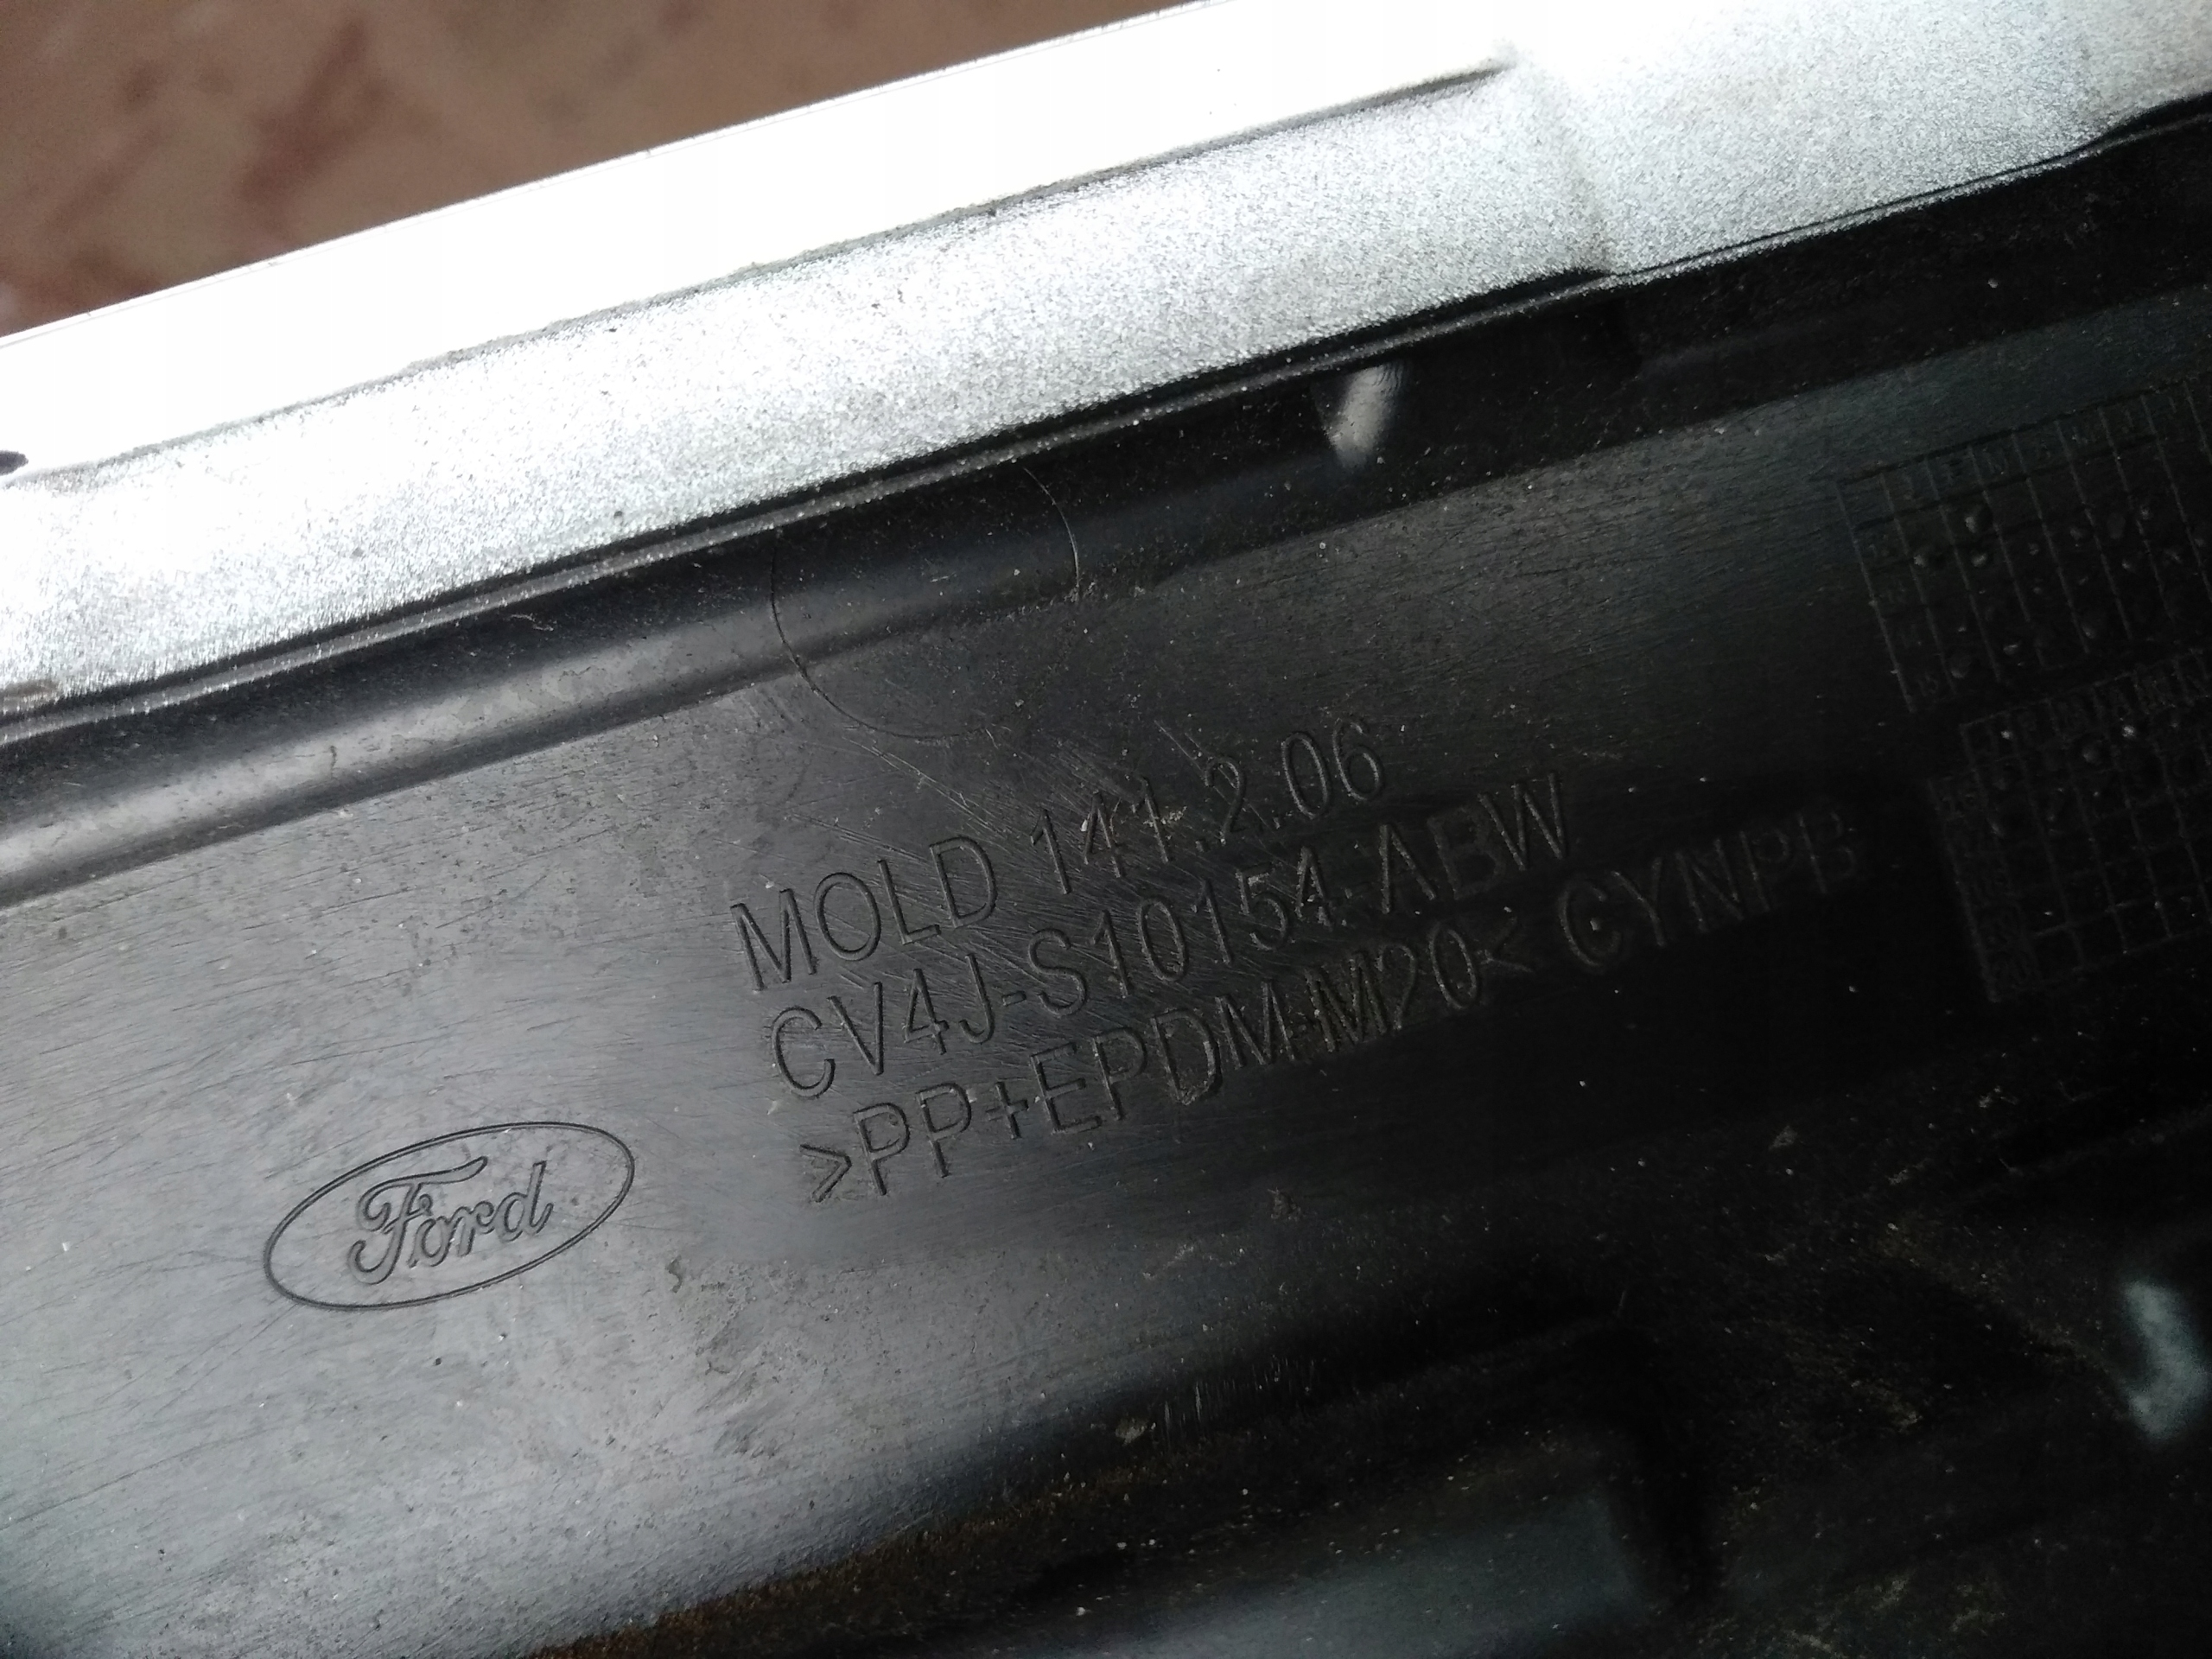 MOLD 141.2.06
CV4J-S10154-ABW
>PP+EPDM-M20< CYNPB
Ford